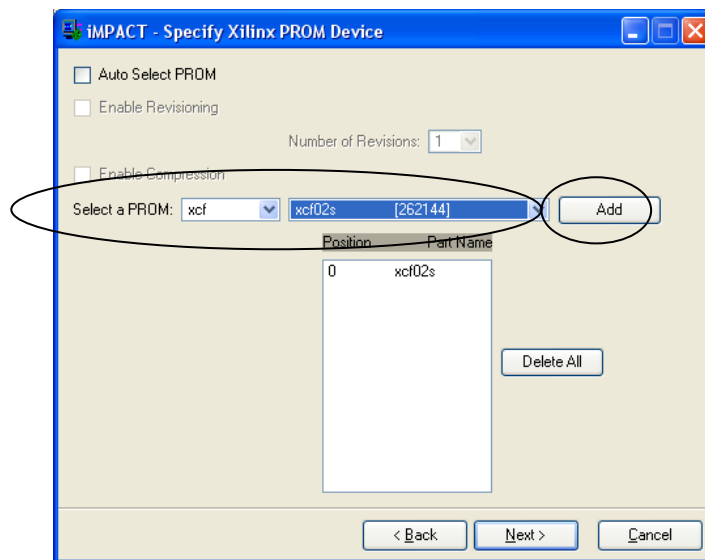 iMPACT - Specify Xilinx PROM Device
Auto Select PROM
Enable Revisioning
Number of Revisions: 1
Enable Compression
Select a PROM: xcf xcf02s [262144] Add
Position Part Name
0 xcf02s
Delete All
< Back Next > Cancel